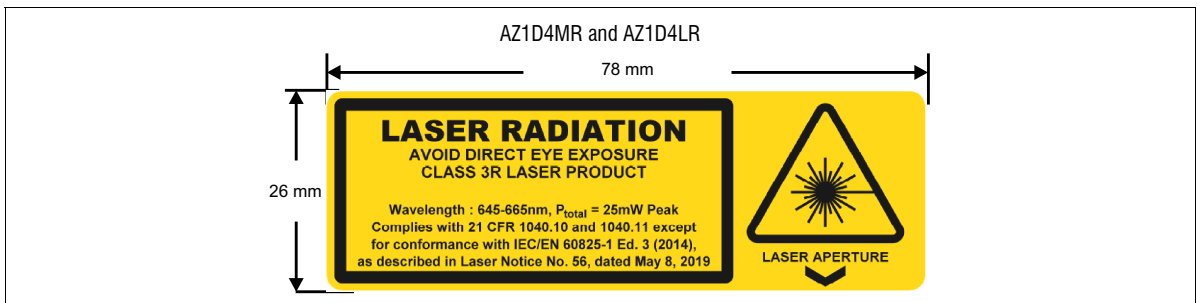 AZ1D4MR and AZ1D4LR
78 mm
26 mm
LASER RADIATION
AVOID DIRECT EYE EXPOSURE
CLASS 3R LASER PRODUCT
Wavelength : 645-665nm, Ptotal = 25mW Peak
Complies with 21 CFR 1040.10 and 1040.11 except
for conformance with IEC/EN 60825-1 Ed. 3 (2014),
as described in Laser Notice No. 56, dated May 8, 2019
LASER APERTURE